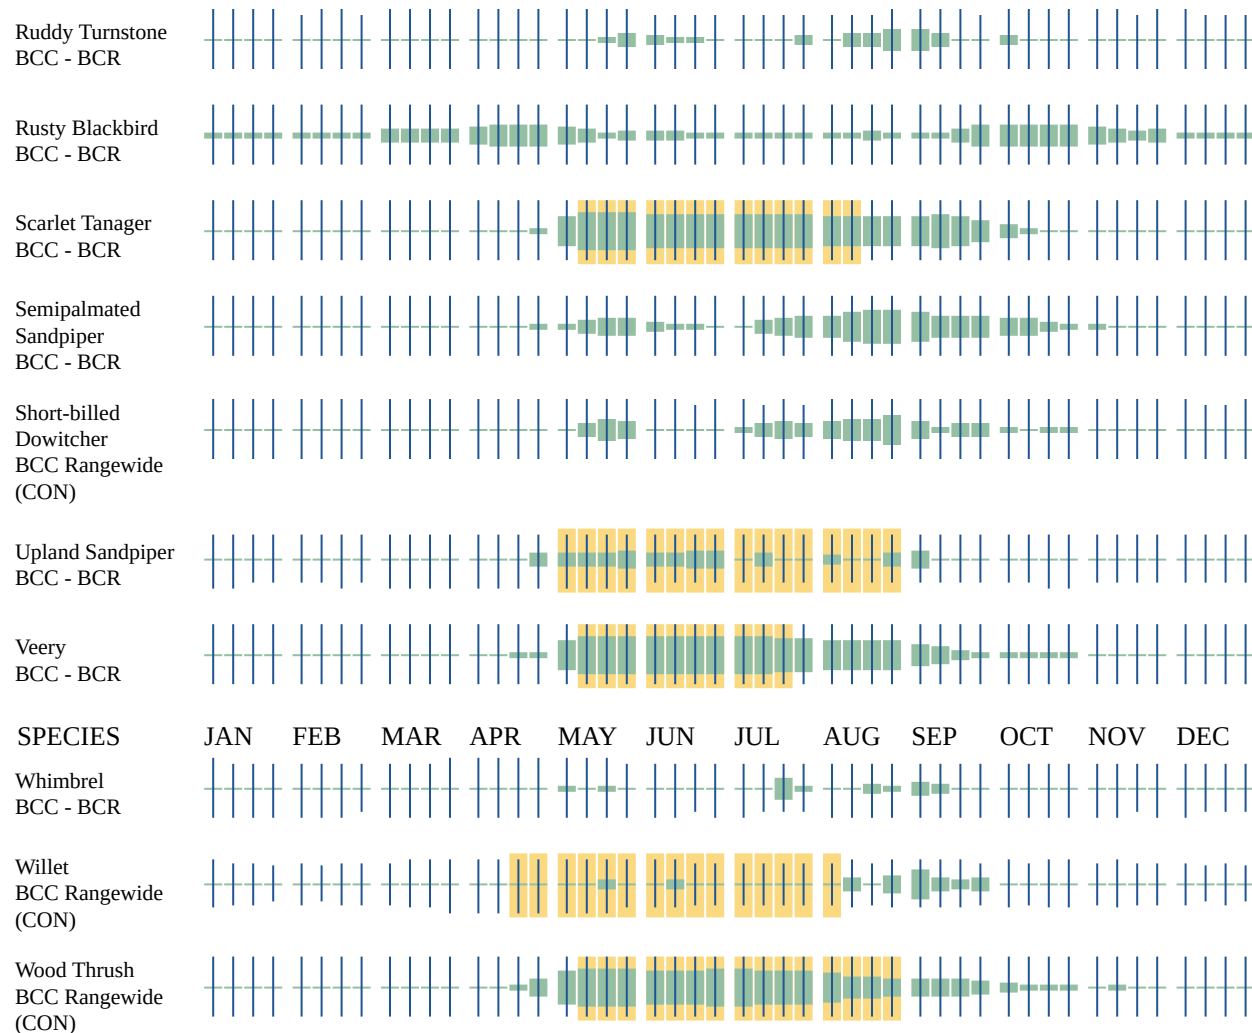 Ruddy Turnstone
BCC - BCR
Rusty Blackbird
BCC - BCR
Scarlet Tanager
BCC - BCR
Semipalmated
Sandpiper
BCC - BCR
Short-billed
Dowitcher
BCC Rangewide
(CON)
Upland Sandpiper
BCC - BCR
Veery
BCC - BCR
SPECIES JAN FEB MAR APR MAY JUN JUL AUG SEP OCT NOV DEC
Whimbrel
BCC - BCR
Willet
BCC Rangewide
(CON)
Wood Thrush
BCC Rangewide
(CON)